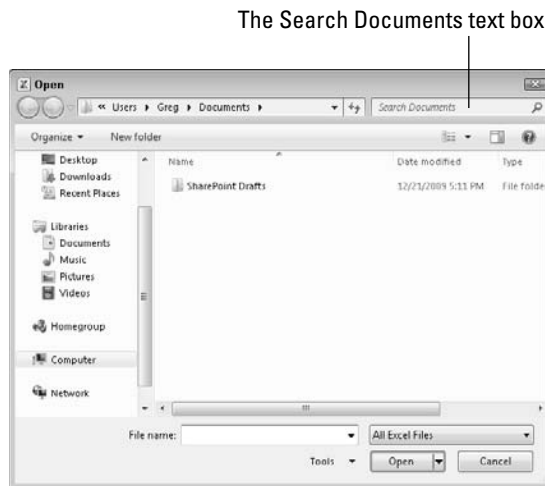 The Search Documents text box
Open
« Users ▸ Greg ▸ Documents ▸
Search Documents
Organize
New folder
Name
Date modified
Type
Desktop
Downloads
Recent Places
SharePoint Drafts
12/21/2009 5:11 PM
File folde
Libraries
Documents
Music
Pictures
Videos
Homegroup
Computer
Network
File name:
All Excel Files
Tools
Open
Cancel